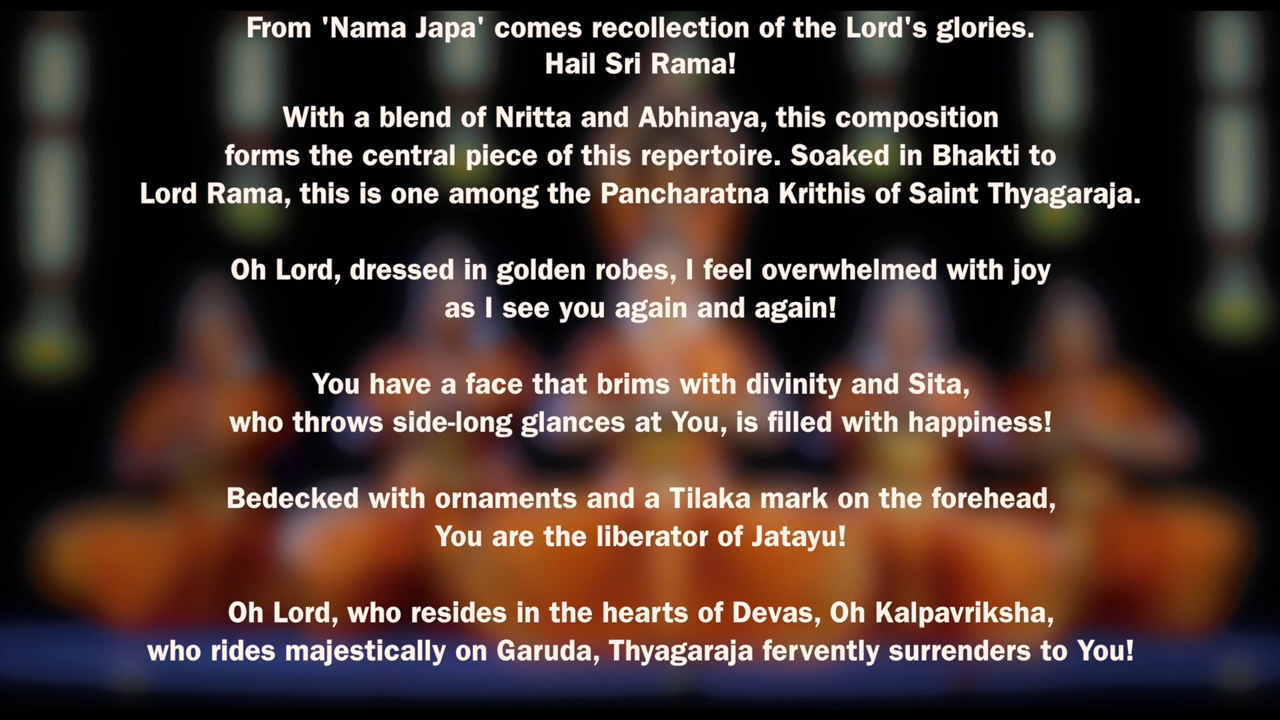 From 'Nama Japa' comes recollection of the Lord's glories.
Hail Sri Rama!
With a blend of Nritta and Abhinaya, this composition
forms the central piece of this repertoire. Soaked in Bhakti to
Lord Rama, this is one among the Pancharatna Krithis of Saint Thyagaraja.
Oh Lord, dressed in golden robes, I feel overwhelmed with joy
as I see you again and again!
You have a face that brims with divinity and Sita,
who throws side-long glances at You, is filled with happiness!
Bedecked with ornaments and a Tilaka mark on the forehead,
You are the liberator of Jatayu!
Oh Lord, who resides in the hearts of Devas, Oh Kalpavriksha,
who rides majestically on Garuda, Thyagaraja fervently surrenders to You!